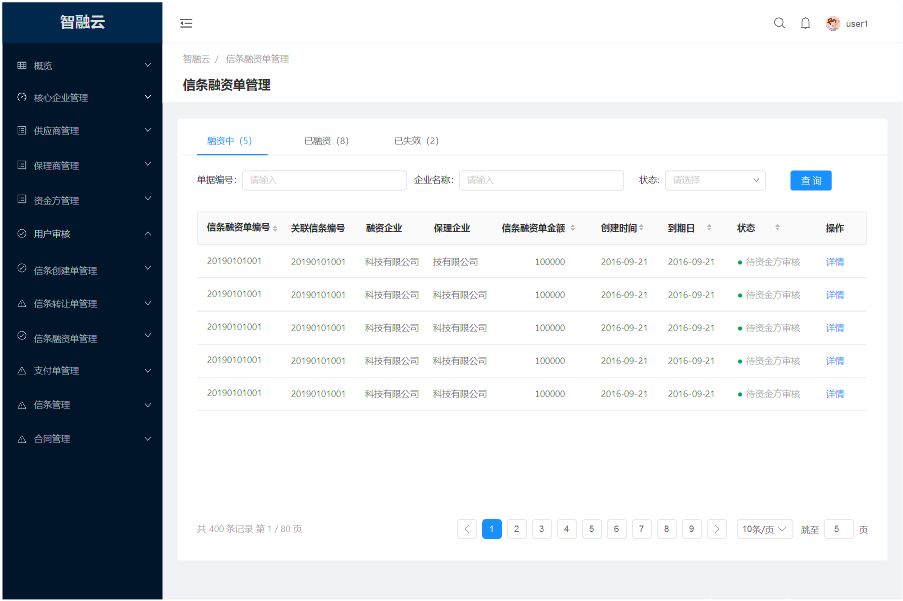 智融云
user1
概览
核心企业管理
供应商管理
保理商管理
资金方管理
用户审核
信条创建单管理
信条转让单管理
信条融资单管理
支付单管理
信条管理
合同管理
智融云 / 信条融资单管理
信条融资单管理
融资中（5） 已融资（8） 已失效（2）
单据编号: 请输入 企业名称: 请输入 状态: 请选择 查 询
信条融资单编号 关联信条编号 融资企业 保理企业 信条融资单金额 创建时间 到期日 状态 操作
20190101001 20190101001 科技有限公司 技有限公司 100000 2016-09-21 2016-09-21 待资金方审核 详情
20190101001 20190101001 科技有限公司 科技有限公司 100000 2016-09-21 2016-09-21 待资金方审核 详情
20190101001 20190101001 科技有限公司 科技有限公司 100000 2016-09-21 2016-09-21 待资金方审核 详情
20190101001 20190101001 科技有限公司 科技有限公司 100000 2016-09-21 2016-09-21 待资金方审核 详情
20190101001 20190101001 科技有限公司 科技有限公司 100000 2016-09-21 2016-09-21 待资金方审核 详情
共 400 条记录 第 1 / 80 页 1 2 3 4 5 6 7 8 9 10条/页 跳至 5 页